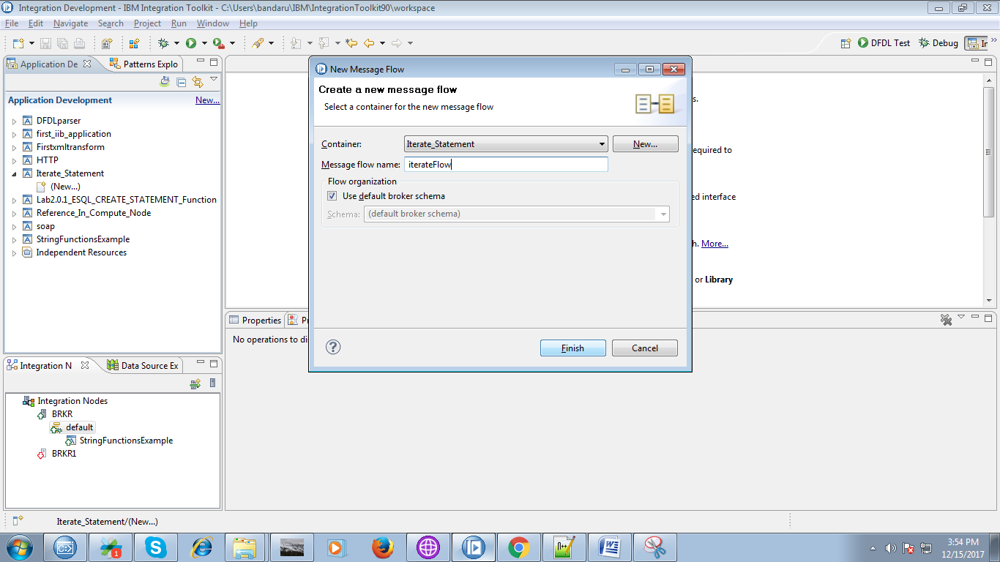 Integration Development - IBM Integration Toolkit - C:\Users\bandaru\IBM\IntegrationToolkit90\workspace
File Edit Navigate Search Project Run Window Help
DFDL Test Debug Ir
Application De Patterns Explo
Application Development New...
DFDLparser
first_iib_application
Firstxmltransform
HTTP
Iterate_Statement
(New...)
Lab2.0.1_ESQL_CREATE_STATEMENT_Function
Reference_In_Compute_Node
soap
StringFunctionsExample
Independent Resources
New Message Flow
Create a new message flow
Select a container for the new message flow
Container: Iterate_Statement New...
Message flow name: iterateFlow
Flow organization
Use default broker schema
Schema: (default broker schema)
Finish Cancel
s.
equired to
ed interface
h. More...
or Library
Properties P
No operations to di
Integration N Data Source Ex
Integration Nodes
BRKR
default
StringFunctionsExample
BRKR1
Iterate_Statement/(New...)
1
3:54 PM
12/15/2017